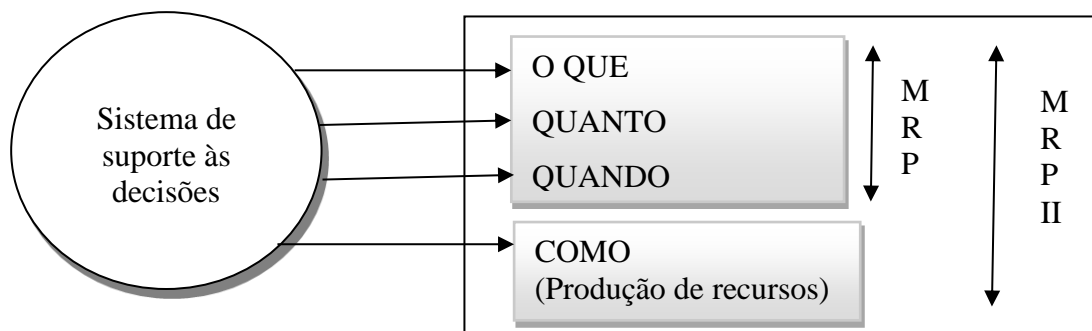 Sistema de
suporte às
decisões
O QUE
QUANTO
QUANDO
COMO
(Produção de recursos)
M
R
P
M
R
P
II